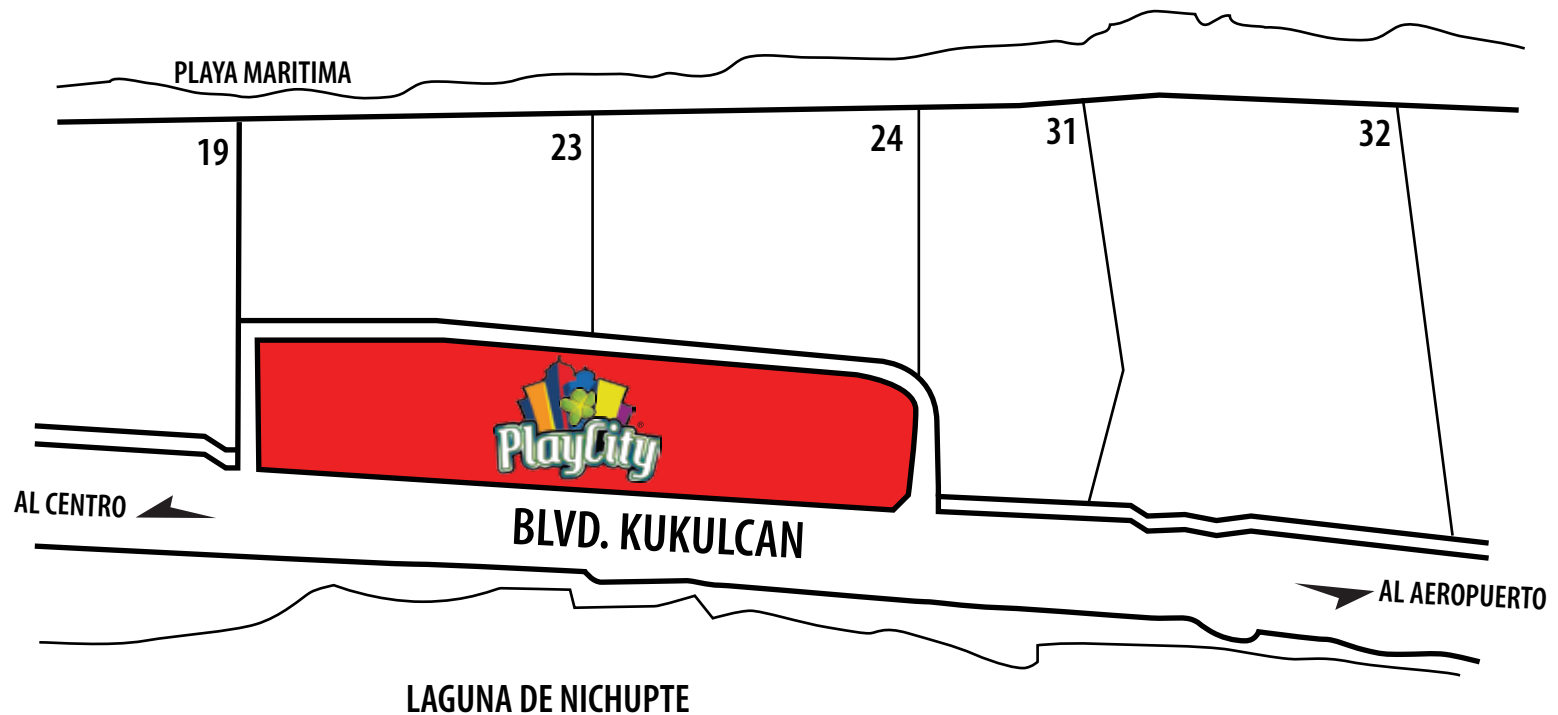 PLAYA MARITIMA
19
23
24
31
32
PlayCity
AL CENTRO
BLVD. KUKULCAN
AL AEROPUERTO
LAGUNA DE NICHUPTE